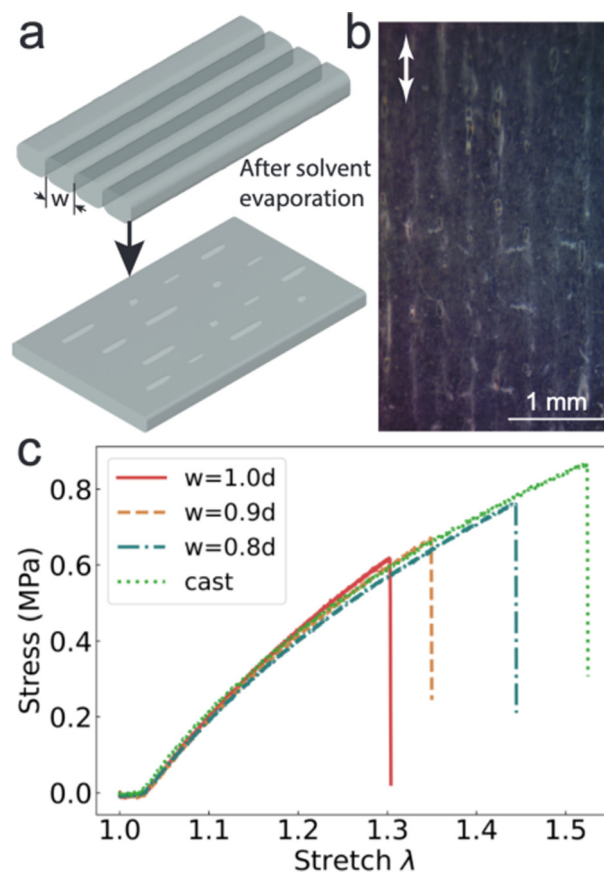 a
b
After solvent
evaporation
w
1 mm
c
w=1.0d
w=0.9d
w=0.8d
cast
Stress (MPa)
0.8
0.6
0.4
0.2
0.0
1.0 1.1 1.2 1.3 1.4 1.5
Stretch λ